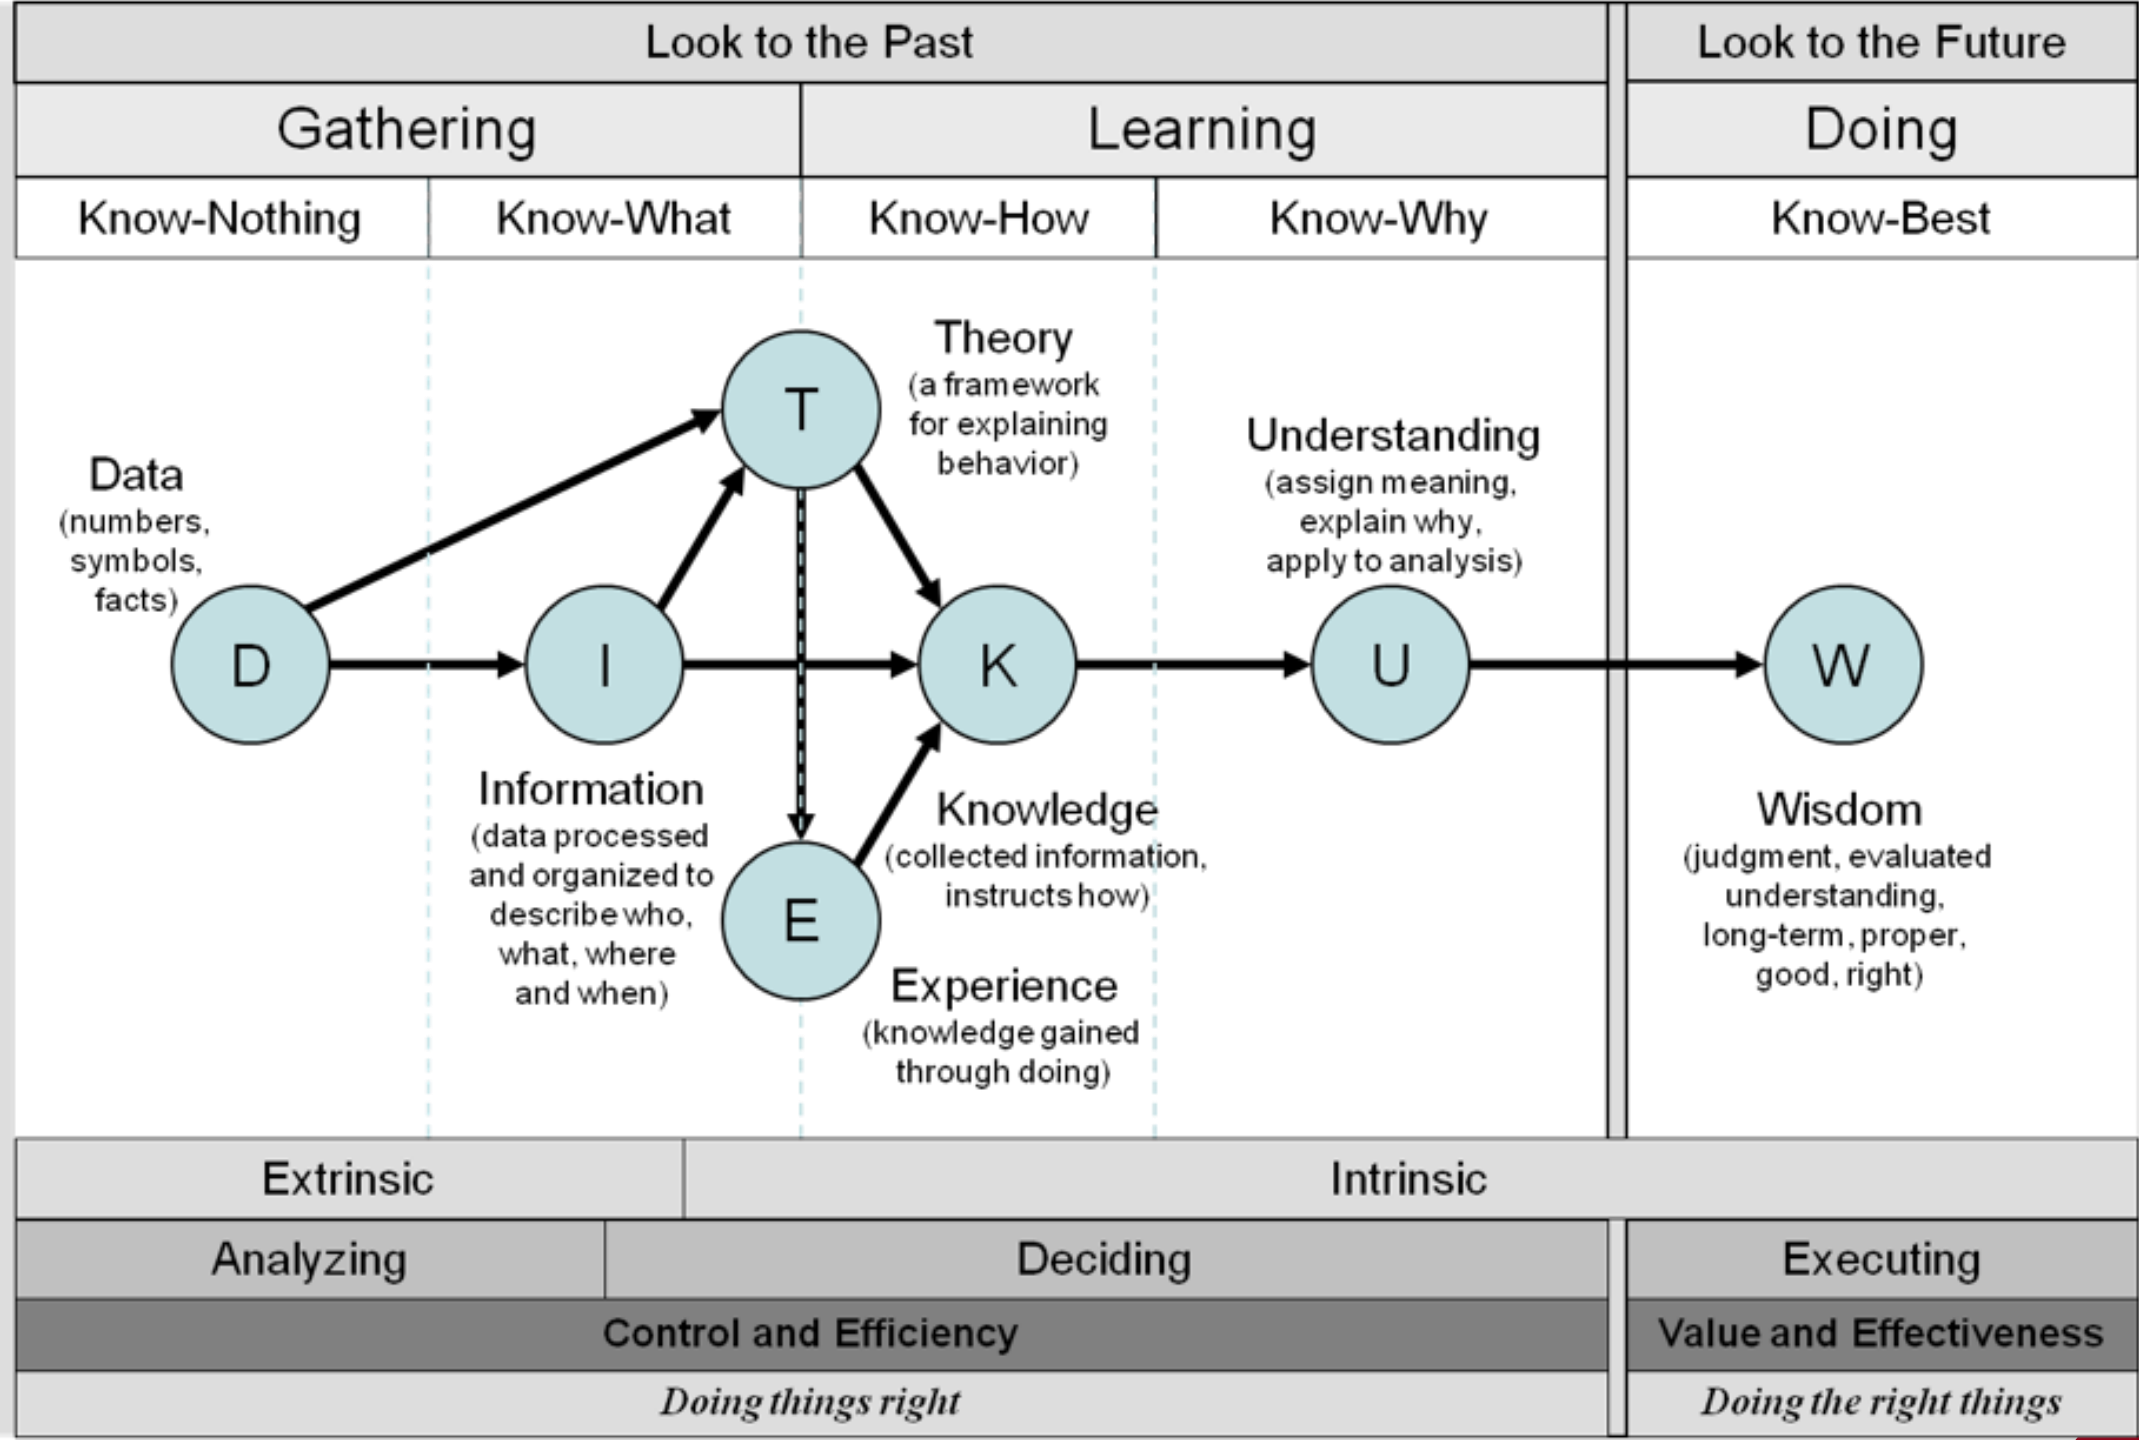 Look to the Past
Look to the Future
Gathering
Learning
Doing
Know-Nothing
Know-What
Know-How
Know-Why
Know-Best
Data
(numbers,
symbols,
facts)
D
I
Information
(data processed
and organized to
describe who,
what, where
and when)
T
Theory
(a framework
for explaining
behavior)
E
Experience
(knowledge gained
through doing)
K
Knowledge
(collected information,
instructs how)
Understanding
(assign meaning,
explain why,
apply to analysis)
U
W
Wisdom
(judgment, evaluated
understanding,
long-term, proper,
good, right)
Extrinsic
Intrinsic
Analyzing
Deciding
Executing
Control and Efficiency
Value and Effectiveness
Doing things right
Doing the right things